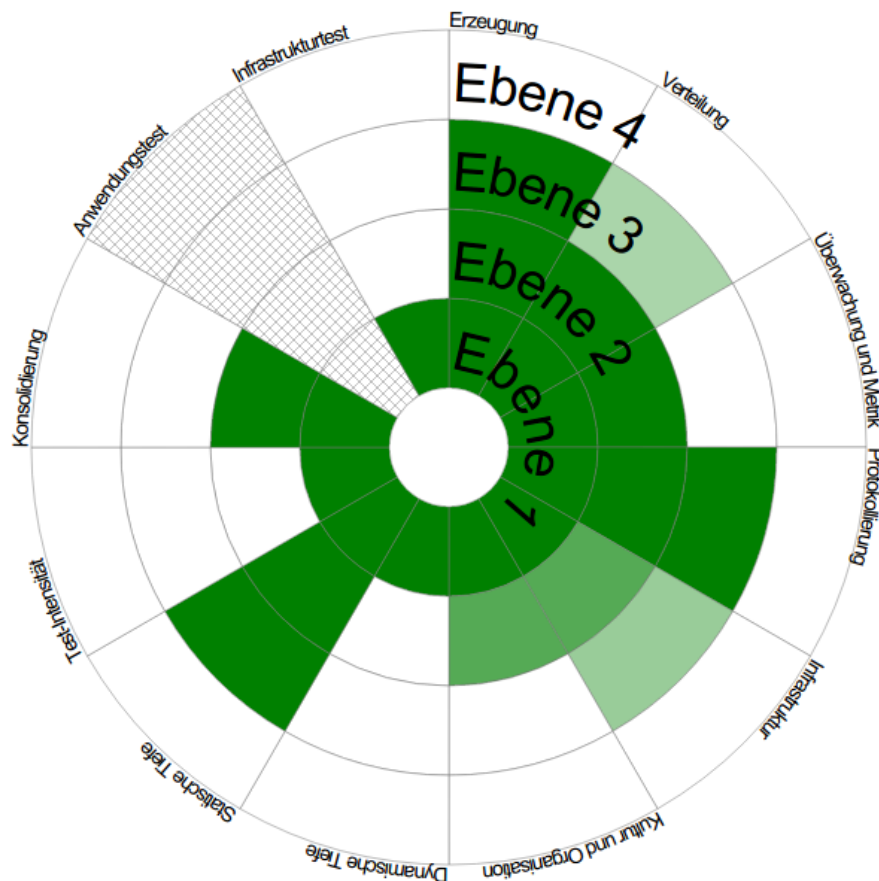 Erzeugung
Verteilung
Überwachung und Metrik
Protokollierung
Infrastruktur
Kultur und Organisation
Dynamische Tiefe
Statische Tiefe
Test-Intensität
Konsolidierung
Anwendungstest
Infrastrukturtest
Ebene 4
Ebene 3
Ebene 2
Ebene 1